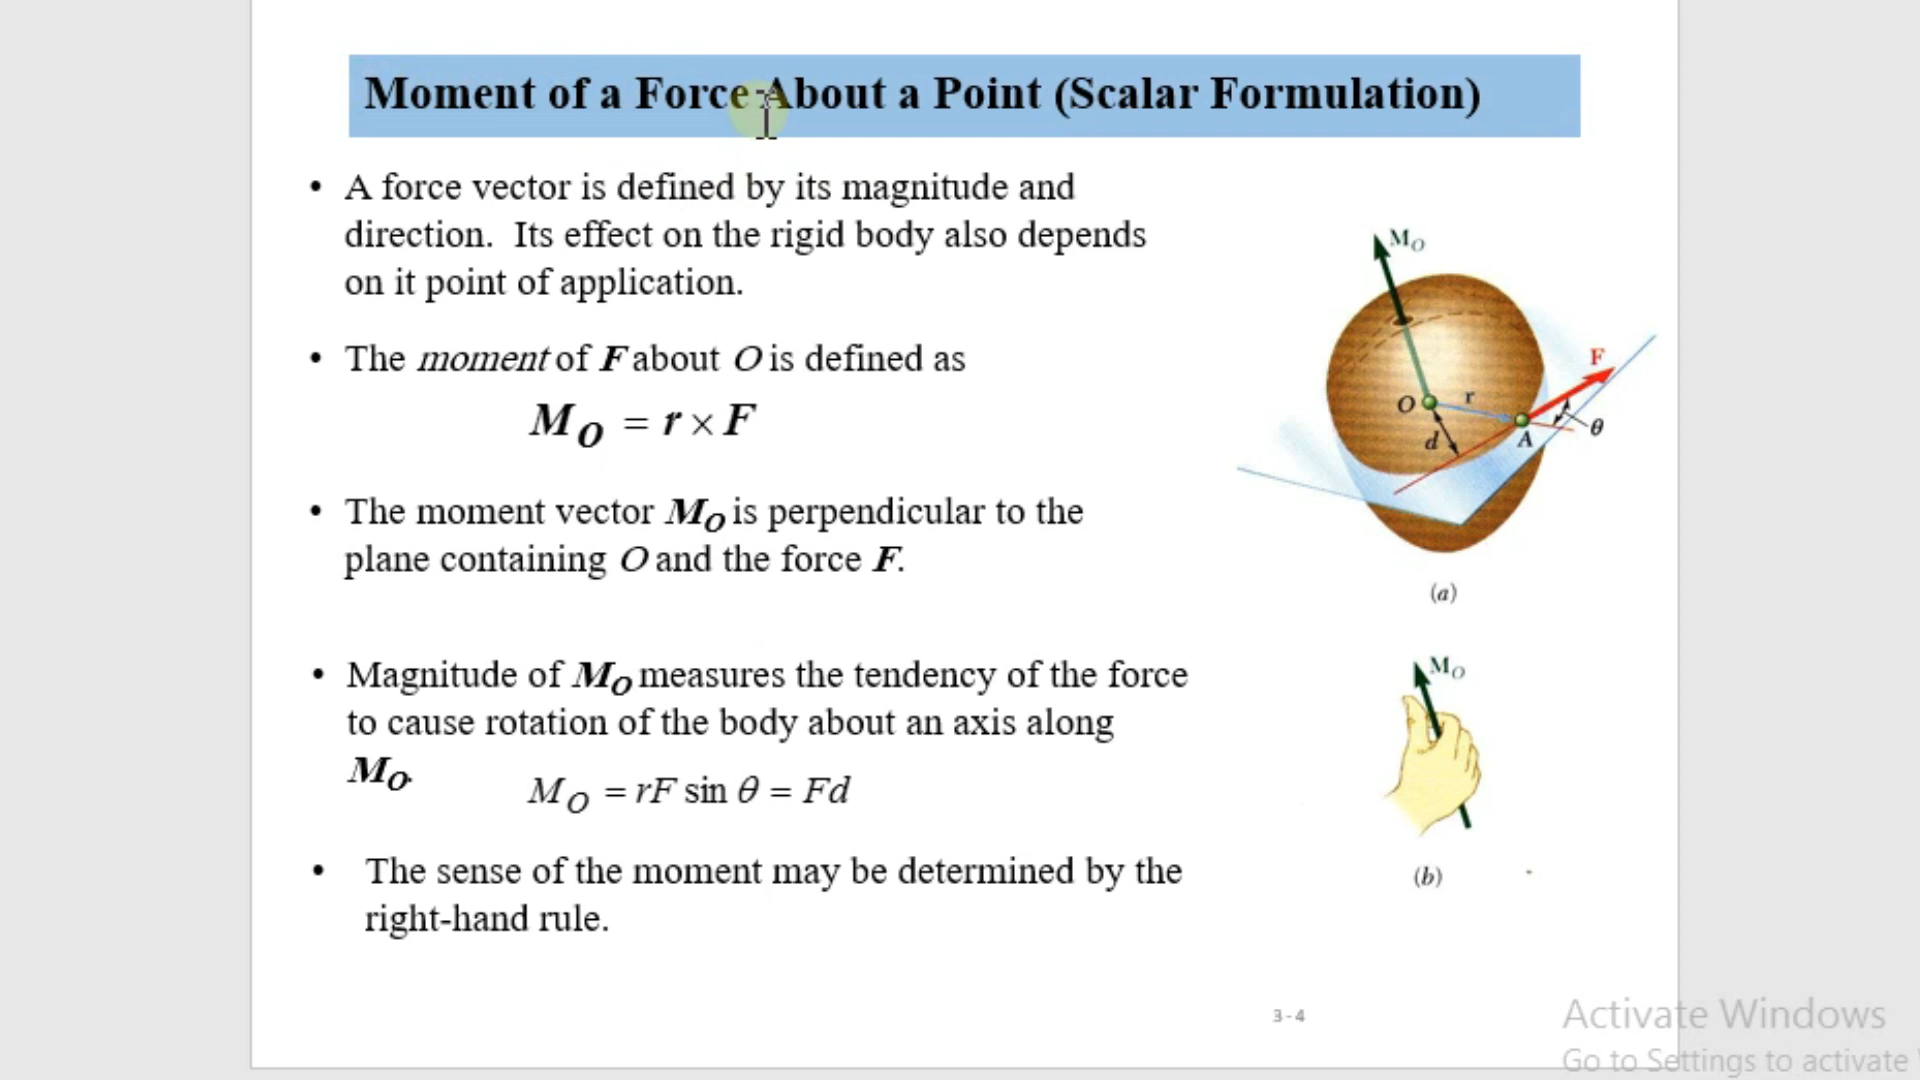 Moment of a Force About a Point (Scalar Formulation)
• A force vector is defined by its magnitude and
direction. Its effect on the rigid body also depends
on it point of application.
• The moment of F about O is defined as
M_O = r × F
• The moment vector M_O is perpendicular to the
plane containing O and the force F.
• Magnitude of M_O measures the tendency of the force
to cause rotation of the body about an axis along
M_O.
M_O = rF sin θ = Fd
• The sense of the moment may be determined by the
right-hand rule.
M_O
F
O
r
d
A
θ
(a)
M_O
(b)
3 - 4
Activate Windows
Go to Settings to activate